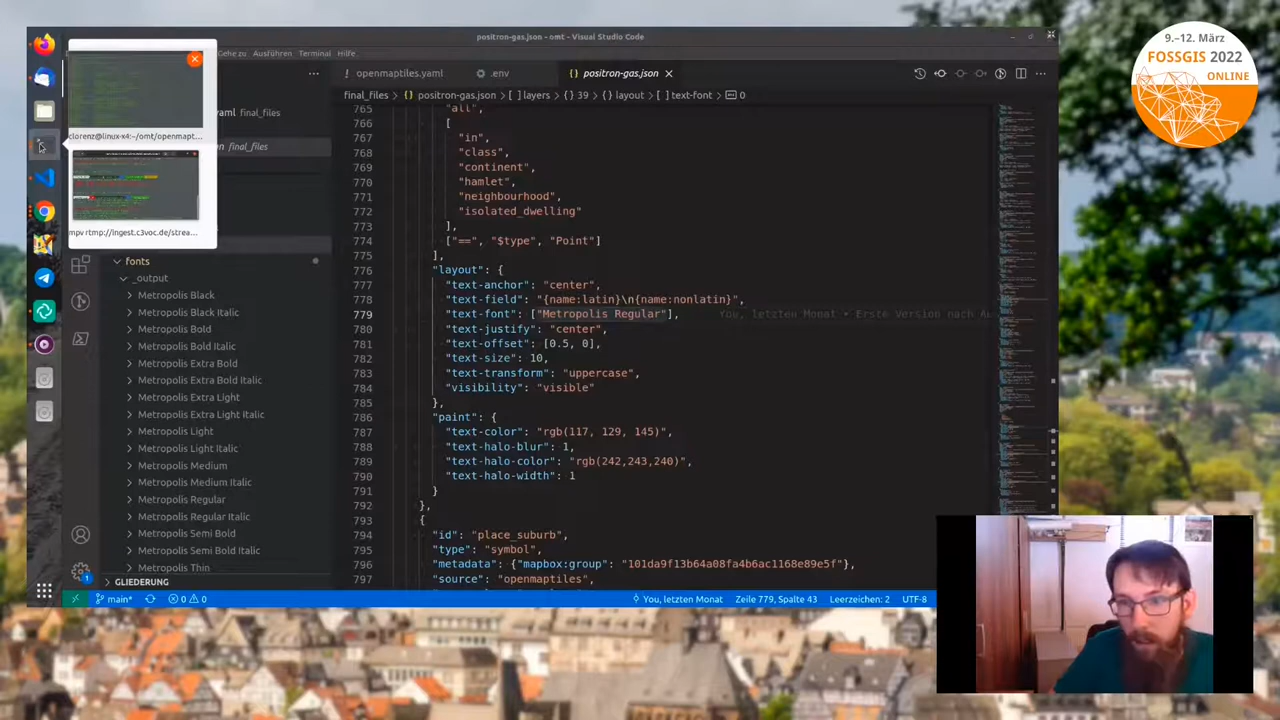 9.–12. März
FOSSGIS 2022
ONLINE
positron-gas.json - omt - Visual Studio Code
Gehe zu Ausführen Terminal Hilfe
openmaptiles.yaml
.env
positron-gas.json
final_files > {} positron-gas.json > [ ] layers > {} 39 > {} layout > [ ] text-font > 0
final_files
final_files
clorenz@linux-x4:~/omt/openmapt...
mpv rtmp://ingest.c3voc.de/strea...
fonts
_output
Metropolis Black
Metropolis Black Italic
Metropolis Bold
Metropolis Bold Italic
Metropolis Extra Bold
Metropolis Extra Bold Italic
Metropolis Extra Light
Metropolis Extra Light Italic
Metropolis Light
Metropolis Light Italic
Metropolis Medium
Metropolis Medium Italic
Metropolis Regular
Metropolis Regular Italic
Metropolis Semi Bold
Metropolis Semi Bold Italic
Metropolis Thin
GLIEDERUNG
765 "all",
766 [
767 "in",
768 "class",
769 "continent",
770 "hamlet",
771 "neighbourhood",
772 "isolated_dwelling"
773 ],
774 ["==", "$type", "Point"]
775 ],
776 "layout": {
777 "text-anchor": "center",
778 "text-field": "{name:latin}\n{name:nonlatin}",
779 "text-font": ["Metropolis Regular"], You, letzten Monat • Erste Version nach
780 "text-justify": "center",
781 "text-offset": [0.5, 0],
782 "text-size": 10,
783 "text-transform": "uppercase",
784 "visibility": "visible"
785 },
786 "paint": {
787 "text-color": "rgb(117, 129, 145)",
788 "text-halo-blur": 1,
789 "text-halo-color": "rgb(242,243,240)",
790 "text-halo-width": 1
791 }
792 },
793 {
794 "id": "place_suburb",
795 "type": "symbol",
796 "metadata": {"mapbox:group": "101da9f13b64a08fa4b6ac1168e89e5f"},
797 "source": "openmaptiles",
main* 0 0 You, letzten Monat Zeile 779, Spalte 43 Leerzeichen: 2 UTF-8